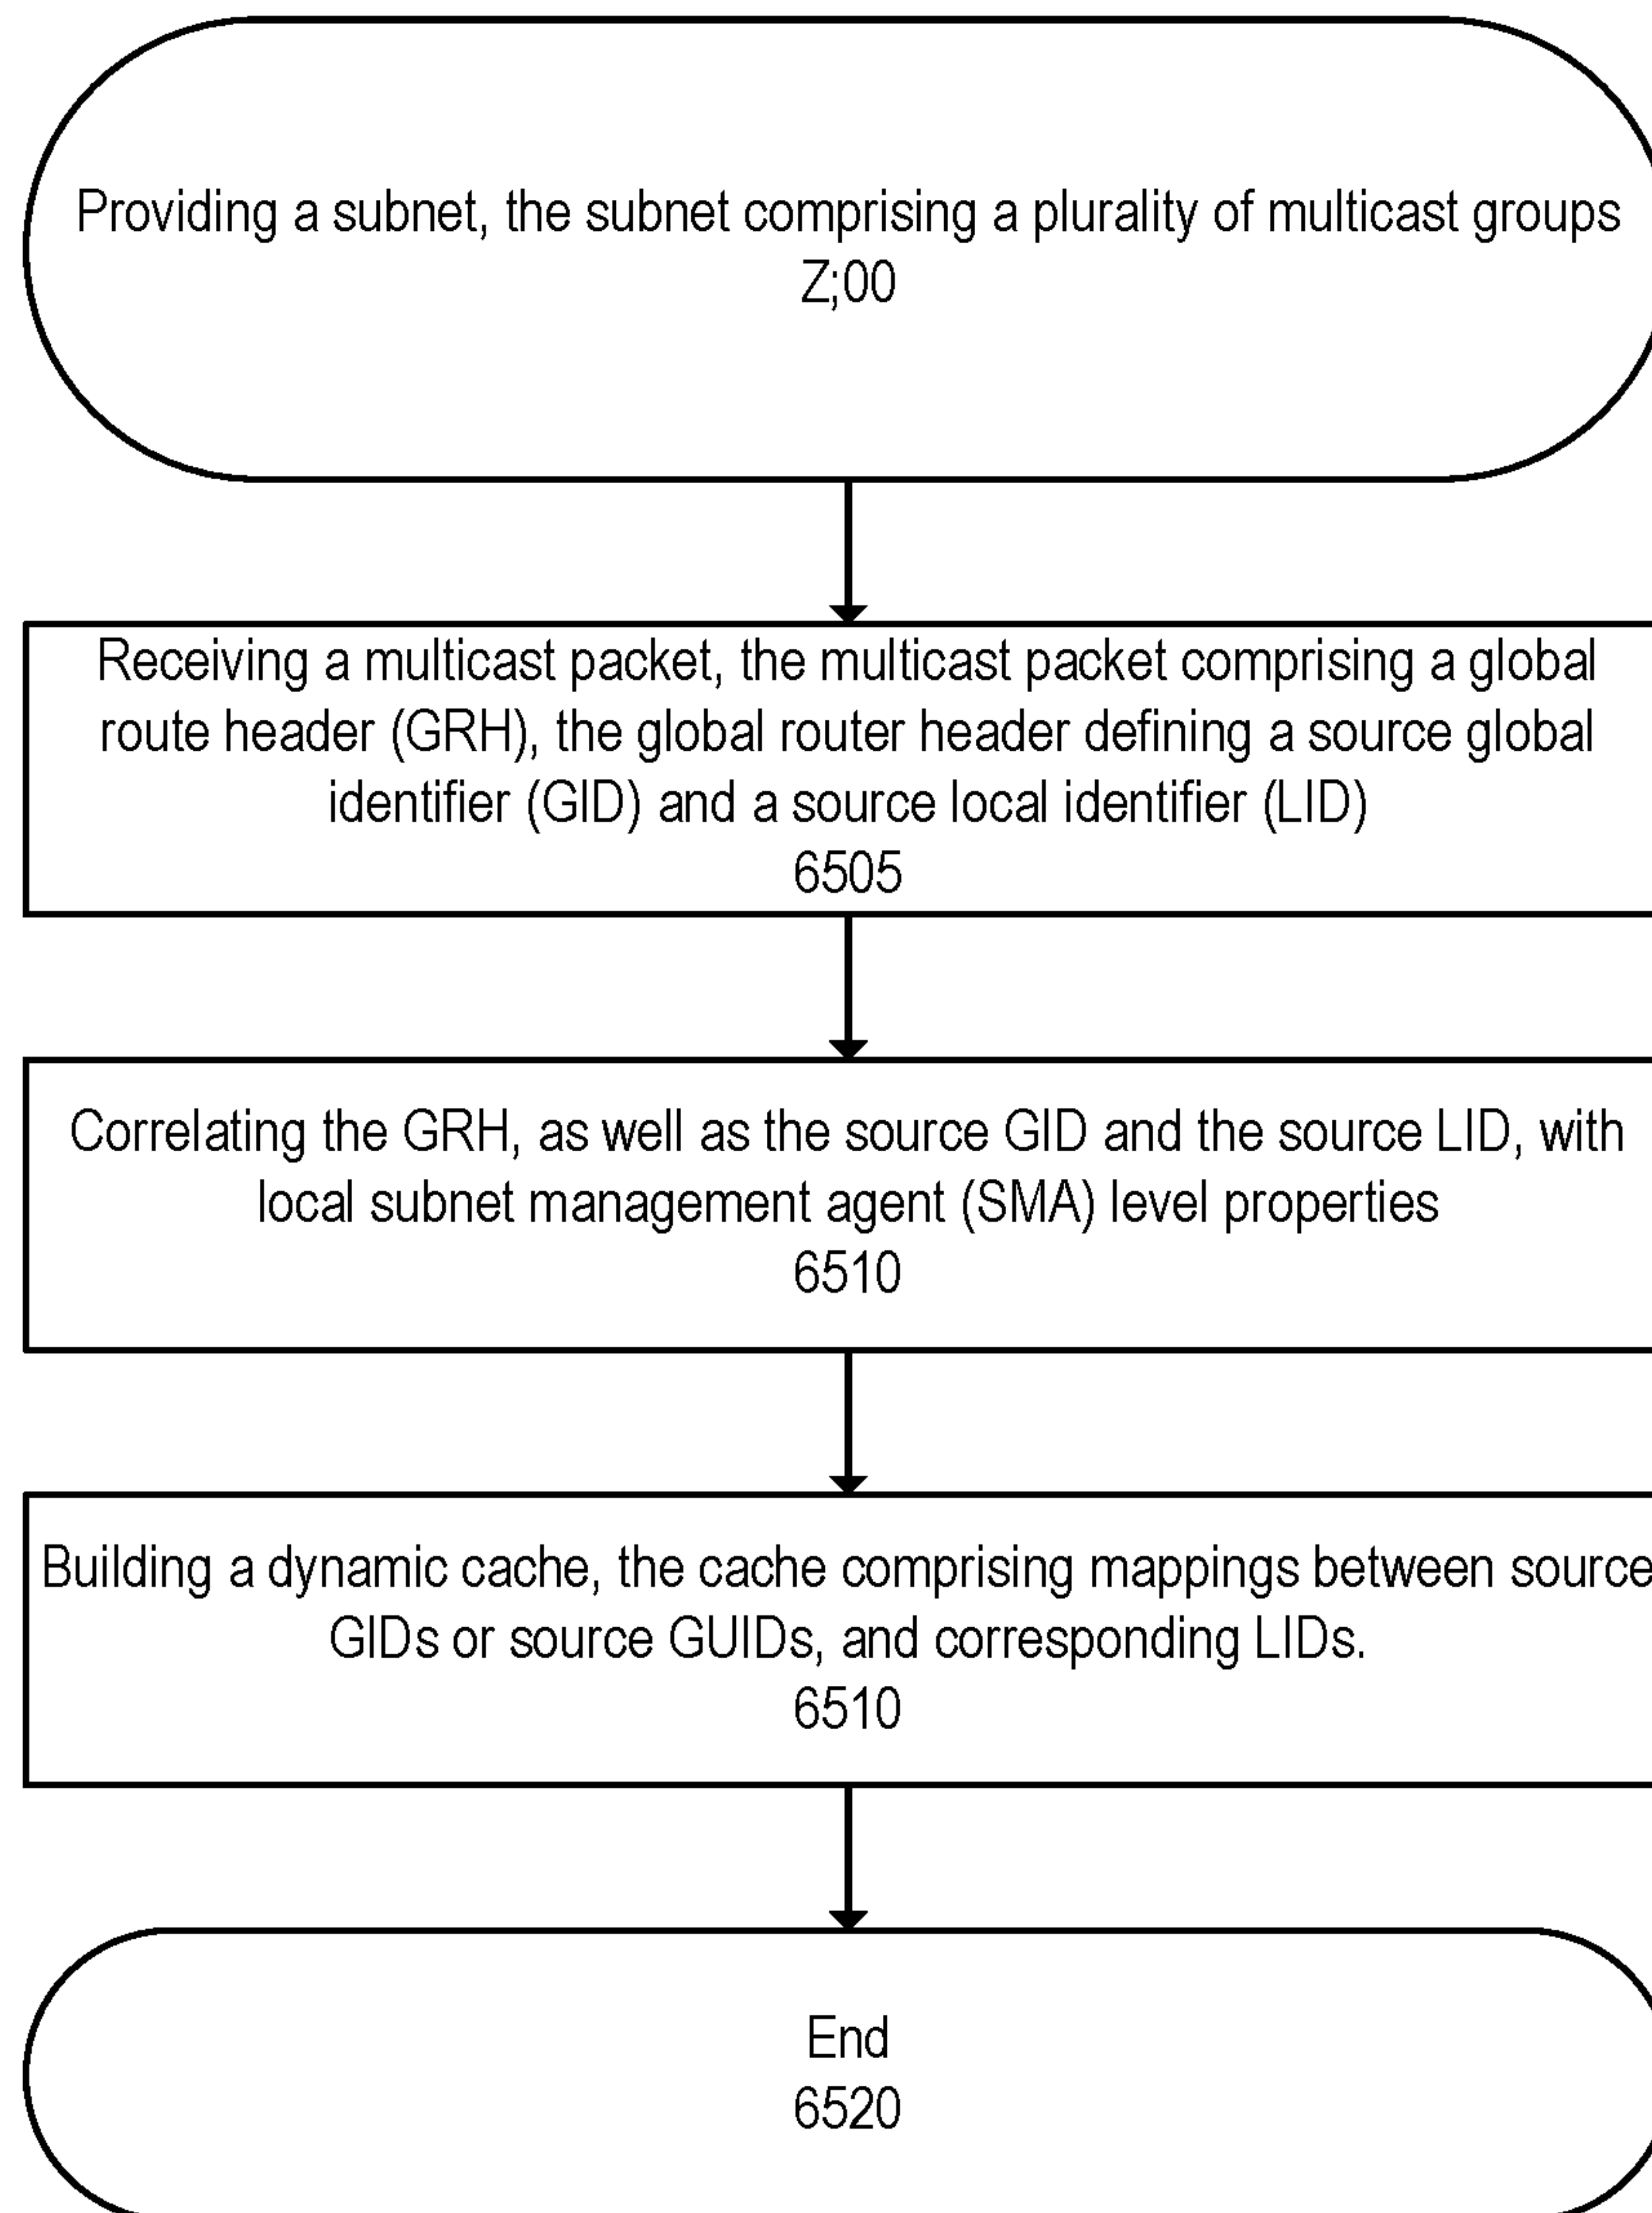 Providing a subnet, the subnet comprising a plurality of multicast groups
Z;00
Receiving a multicast packet, the multicast packet comprising a global
route header (GRH), the global router header defining a source global
identifier (GID) and a source local identifier (LID)
6505
Correlating the GRH, as well as the source GID and the source LID, with
local subnet management agent (SMA) level properties
6510
Building a dynamic cache, the cache comprising mappings between source
GIDs or source GUIDs, and corresponding LIDs.
6510
End
6520